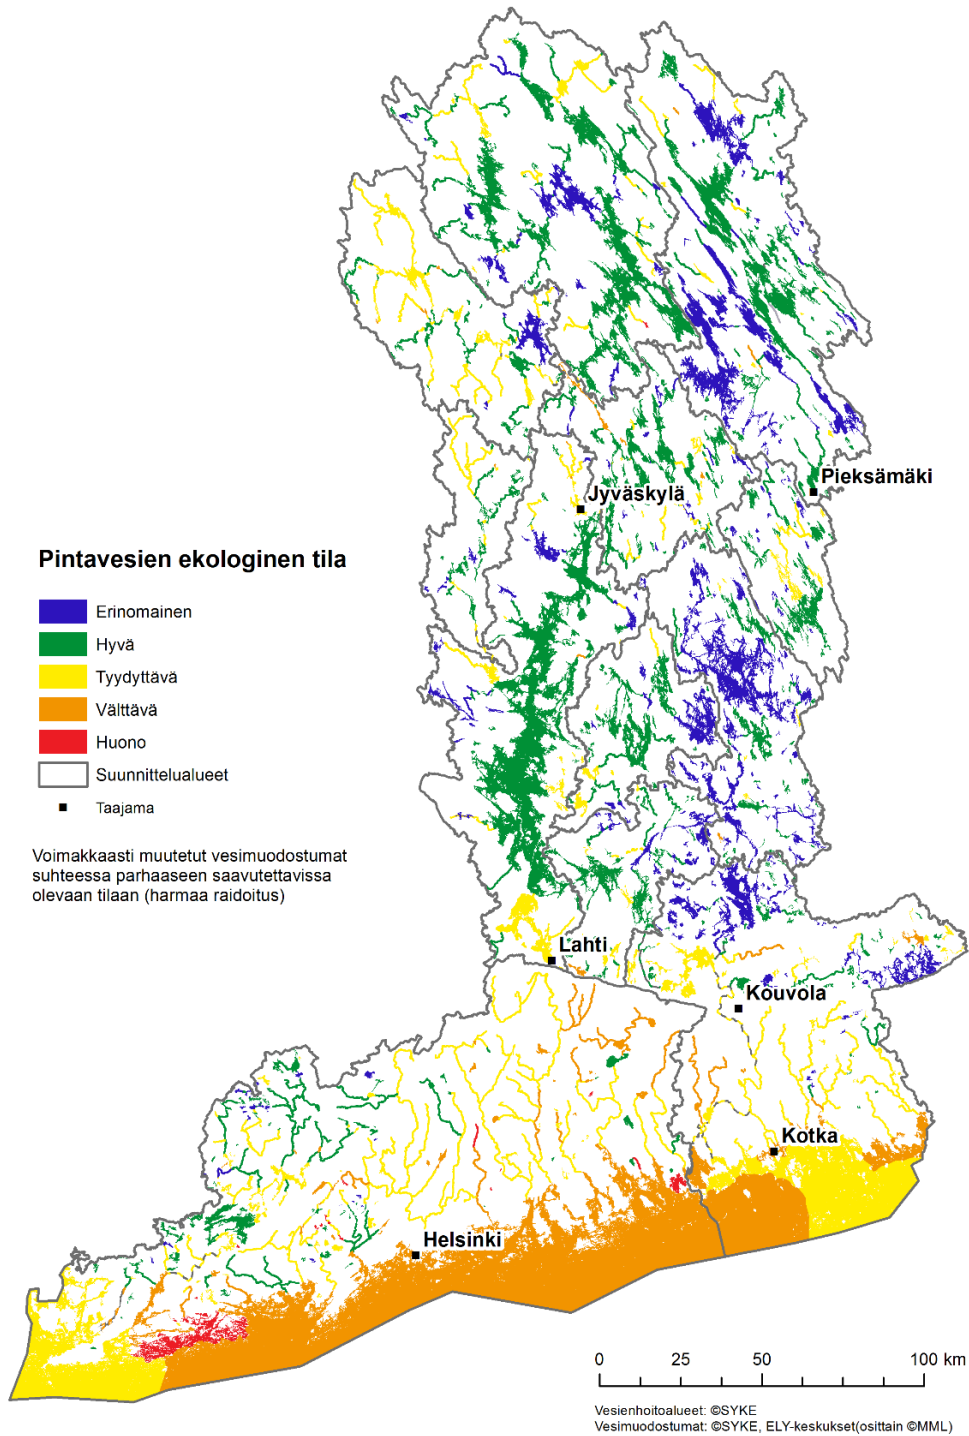 Pieksämäki
Jyväskylä
Pintavesien ekologinen tila
Erinomainen
Hyvä
Tyydyttävä
Välttävä
Huono
Suunnittelualueet
Taajama
Voimakkaasti muutetut vesimuodostumat
suhteessa parhaaseen saavutettavissa
olevaan tilaan (harmaa raidoitus)
Lahti
Kouvola
Kotka
Helsinki
0 25 50 100 km
Vesienhoitoalueet: ©SYKE
Vesimuodostumat: ©SYKE, ELY-keskukset(osittain ©MML)